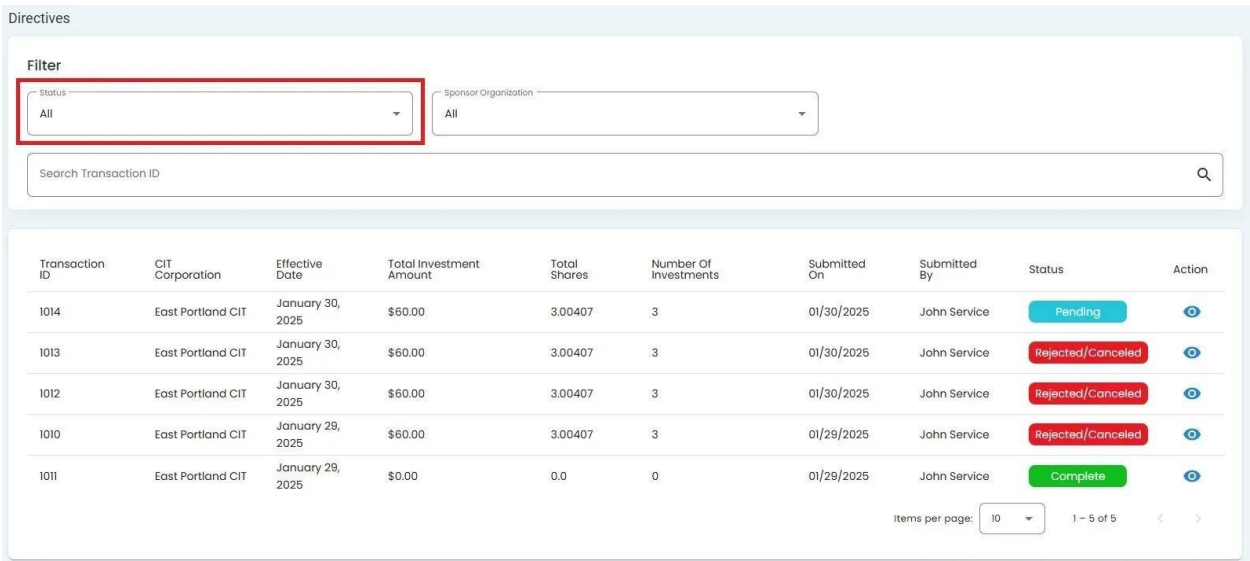 Directives
Filter
Status Sponsor Organization
All All
Search Transaction ID
Transaction ID CIT Corporation Effective Date Total Investment Amount Total Shares Number Of Investments Submitted On Submitted By Status Action
1014 East Portland CIT January 30, 2025 $60.00 3.00407 3 01/30/2025 John Service Pending
1013 East Portland CIT January 30, 2025 $60.00 3.00407 3 01/30/2025 John Service Rejected/Canceled
1012 East Portland CIT January 30, 2025 $60.00 3.00407 3 01/30/2025 John Service Rejected/Canceled
1010 East Portland CIT January 29, 2025 $60.00 3.00407 3 01/29/2025 John Service Rejected/Canceled
1011 East Portland CIT January 29, 2025 $0.00 0.0 0 01/29/2025 John Service Complete
Items per page: 10 1 – 5 of 5